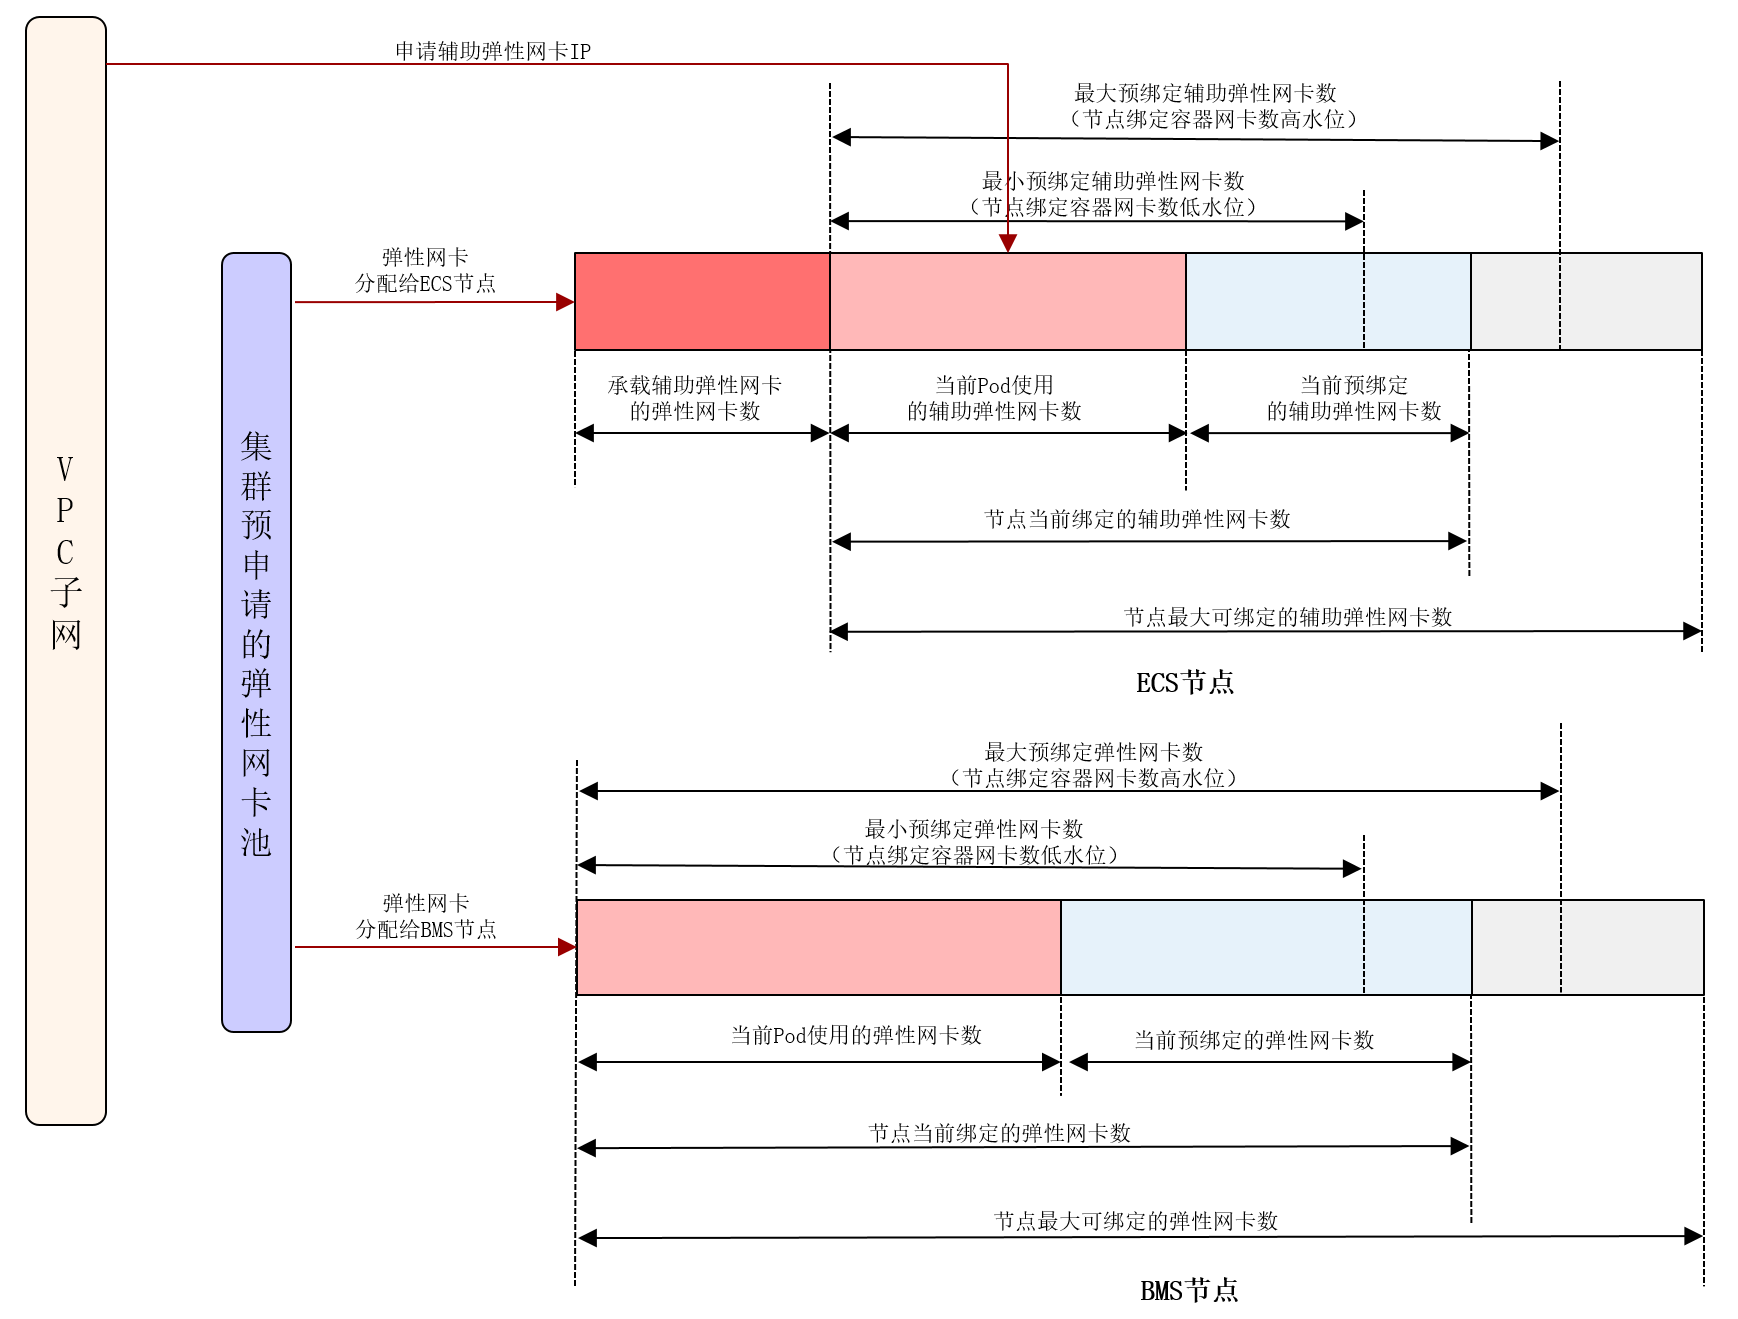 申请辅助弹性网卡IP
最大预绑定辅助弹性网卡数
（节点绑定容器网卡数高水位）
最小预绑定辅助弹性网卡数
（节点绑定容器网卡数低水位）
弹性网卡
分配给ECS节点
承载辅助弹性网卡
的弹性网卡数
当前Pod使用
的辅助弹性网卡数
当前预绑定
的辅助弹性网卡数
节点当前绑定的辅助弹性网卡数
节点最大可绑定的辅助弹性网卡数
ECS节点
VPC子网
集群预申请的弹性网卡池
最大预绑定弹性网卡数
（节点绑定容器网卡数高水位）
最小预绑定弹性网卡数
（节点绑定容器网卡数低水位）
弹性网卡
分配给BMS节点
当前Pod使用的弹性网卡数
当前预绑定的弹性网卡数
节点当前绑定的弹性网卡数
节点最大可绑定的弹性网卡数
BMS节点